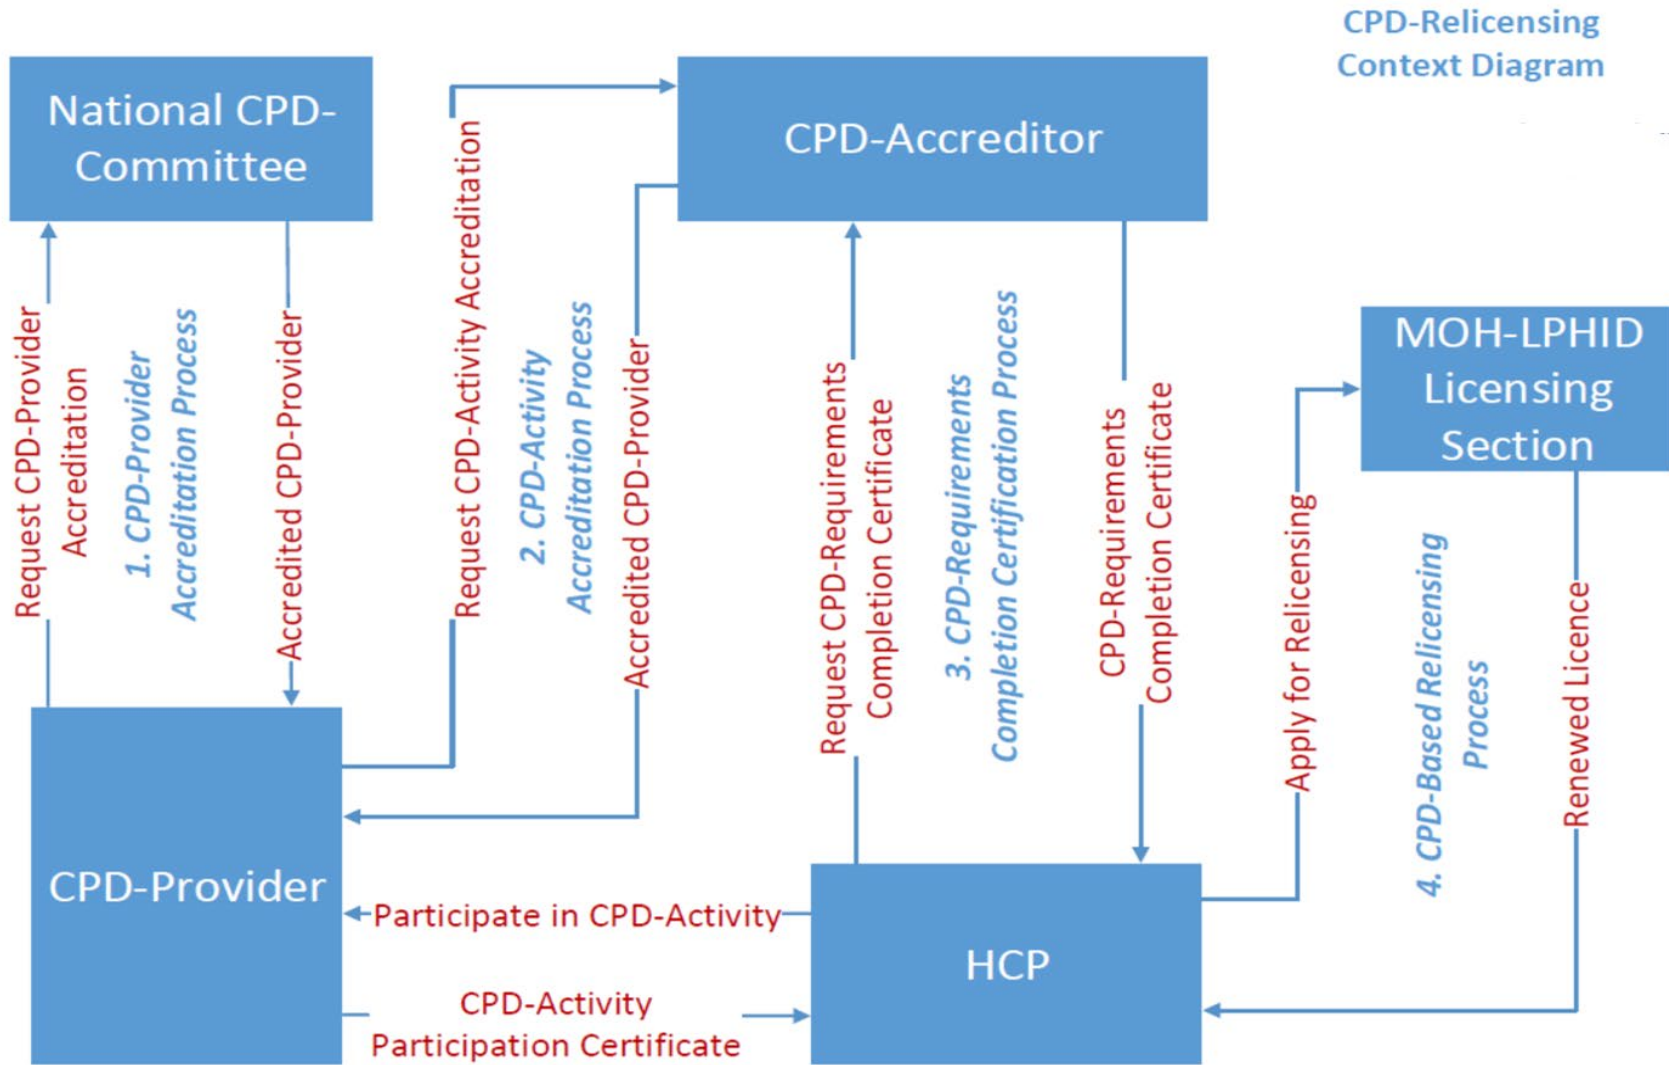 CPD-Relicensing
Context Diagram
National CPD-
Committee
CPD-Accreditor
Request CPD-Provider
Accreditation
1. CPD-Provider
Accreditation Process
Accredited CPD-Provider
Request CPD-Activity Accreditation
2. CPD-Activity
Accreditation Process
Accredited CPD-Provider
Request CPD-Requirements
Completion Certificate
3. CPD-Requirements
Completion Certification Process
CPD-Requirements
Completion Certificate
MOH-LPHID
Licensing
Section
Apply for Relicensing
4. CPD-Based Relicensing
Process
Renewed Licence
CPD-Provider
Participate in CPD-Activity
CPD-Activity
Participation Certificate
HCP